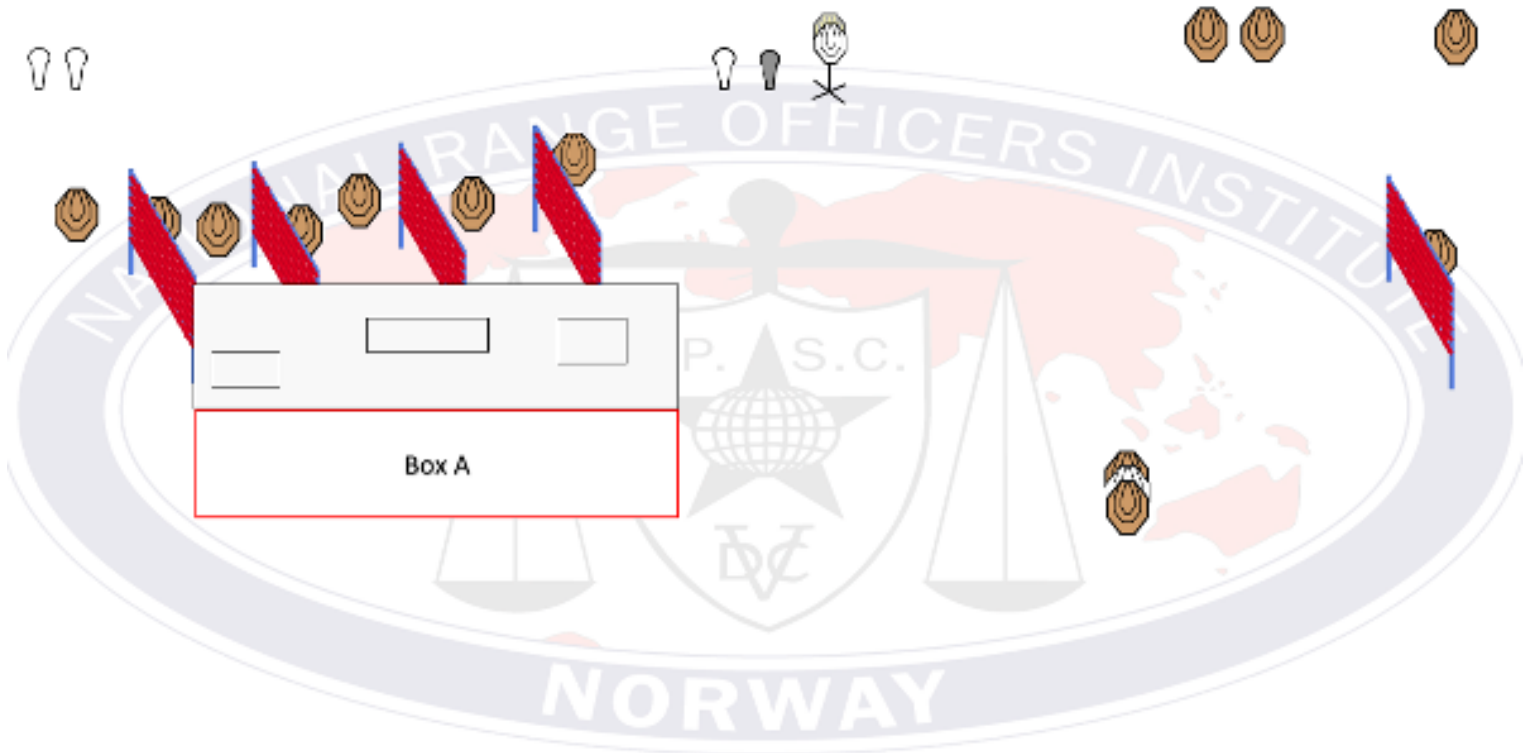 NATIONAL RANGE OFFICERS INSTITUTE
P. S.C.
Box A
DVC
NORWAY